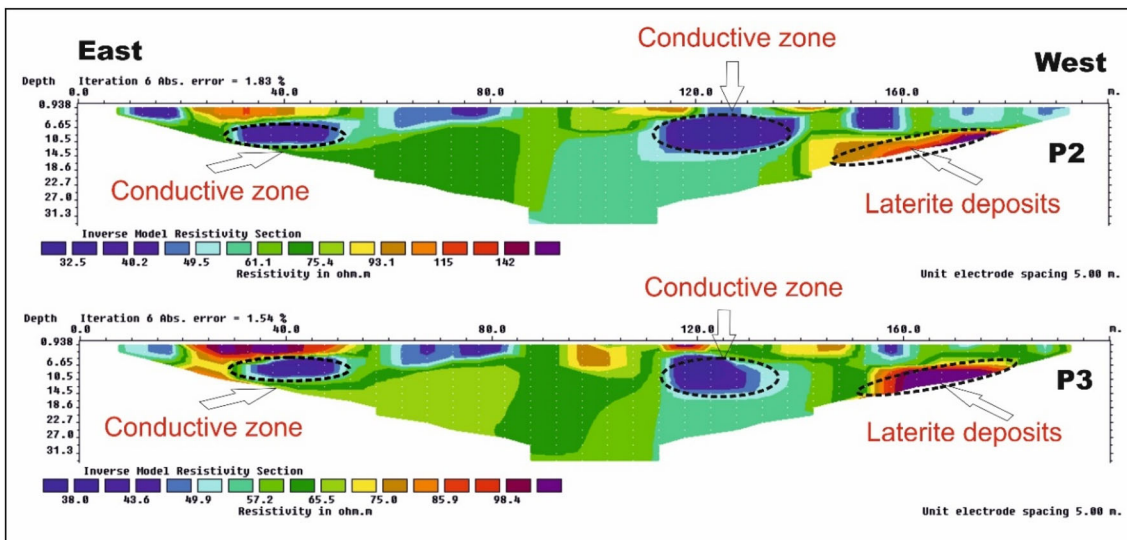 East
Conductive zone
West
Depth Iteration 6 Abs. error = 1.83 %
0.0 40.0 80.0 120.0 160.0 m.
0.938
6.65
10.5
14.5
18.6
22.7
27.0
31.3
P2
Conductive zone
Laterite deposits
Inverse Model Resistivity Section
32.5 40.2 49.5 61.1 75.4 93.1 115 142
Resistivity in ohm.m
Unit electrode spacing 5.00 m.
Conductive zone
Depth Iteration 6 Abs. error = 1.54 %
0.0 40.0 80.0 120.0 160.0 m.
0.938
6.65
10.5
14.5
18.6
22.7
27.0
31.3
P3
Conductive zone
Laterite deposits
Inverse Model Resistivity Section
38.0 43.6 49.9 57.2 65.5 75.0 85.9 98.4
Resistivity in ohm.m
Unit electrode spacing 5.00 m.